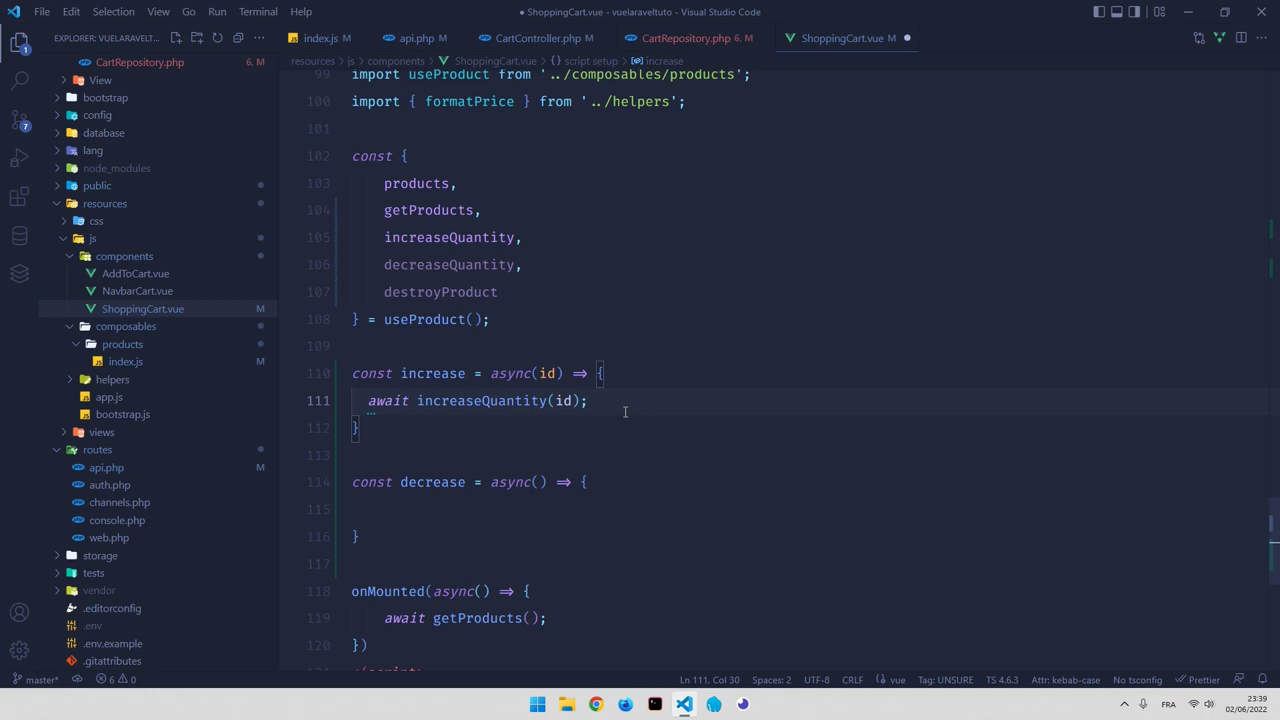 File Edit Selection View Go Run Terminal Help
● ShoppingCart.vue - vuelaraveltuto - Visual Studio Code
EXPLORER: VUELARAVELT...
index.js M
api.php M
CartController.php M
CartRepository.php 6, M
ShoppingCart.vue M
resources > js > components > ShoppingCart.vue > script setup > increase
CartRepository.php 6, M
View
bootstrap
config
database
lang
node_modules
public
resources
css
js
components
AddToCart.vue
NavbarCart.vue
ShoppingCart.vue M
composables
products
index.js M
helpers
app.js
bootstrap.js
views
routes
api.php M
auth.php
channels.php
console.php
web.php
storage
tests
vendor
.editorconfig
.env
.env.example
.gitattributes
99 import useProduct from '../composables/products';
100 import { formatPrice } from '../helpers';
101
102 const {
103 products,
104 getProducts,
105 increaseQuantity,
106 decreaseQuantity,
107 destroyProduct
108 } = useProduct();
109
110 const increase = async(id) => {
111 await increaseQuantity(id);
112 }
113
114 const decrease = async() => {
115
116 }
117
118 onMounted(async() => {
119 await getProducts();
120 })
1
7
master* 6 0
Ln 111, Col 30 Spaces: 2 UTF-8 CRLF vue Tag: UNSURE TS 4.6.3 Attr: kebab-case No tsconfig Prettier
FRA 23:39
02/06/2022